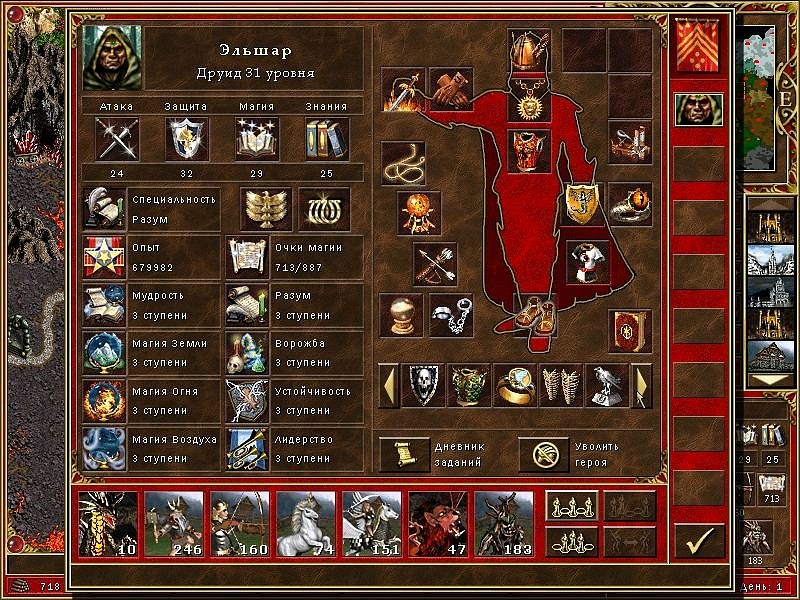 Эльшар
Друид 31 уровня
Атака Защита Магия Знания
24 32 29 25
Специальность
Разум
Опыт
679982
Очки магии
713/887
Мудрость
3 ступени
Разум
3 ступени
Магия Земли
3 ступени
Ворожба
3 ступени
Магия Огня
3 ступени
Устойчивость
3 ступени
Магия Воздуха
3 ступени
Лидерство
3 ступени
Дневник
заданий
Уволить
героя
10 246 160 74 151 47 183
E
25
713
183
718
День: 1